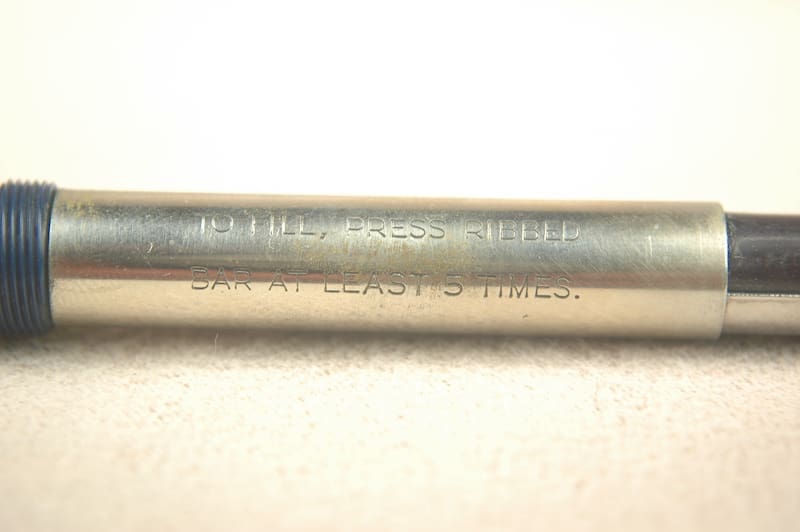 TO FILL, PRESS RIBBED
BAR AT LEAST 5 TIMES.